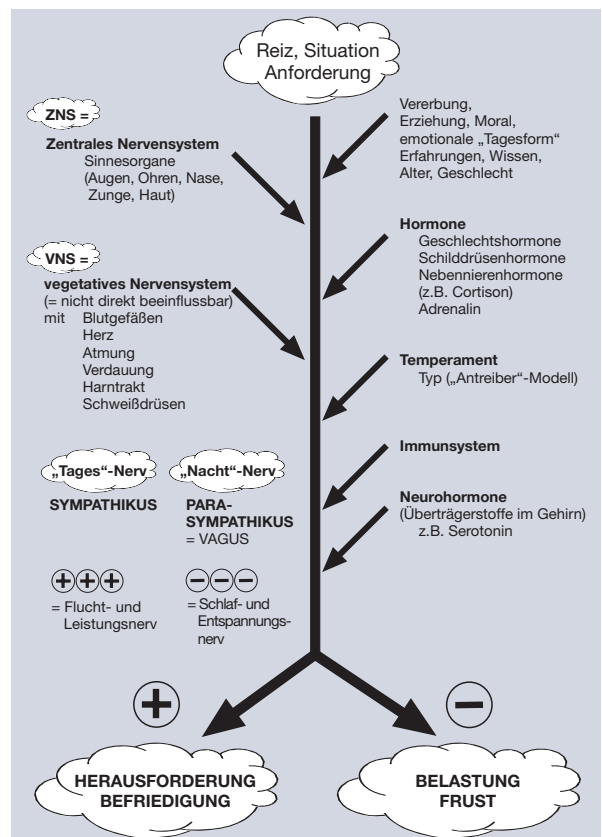 Reiz, Situation
Anforderung
ZNS =
Zentrales Nervensystem
Sinnesorgane
(Augen, Ohren, Nase,
Zunge, Haut)
Vererbung,
Erziehung, Moral,
emotionale „Tagesform“
Erfahrungen, Wissen,
Alter, Geschlecht
VNS =
vegetatives Nervensystem
(= nicht direkt beeinflussbar)
mit Blutgefäßen
Herz
Atmung
Verdauung
Harntrakt
Schweißdrüsen
Hormone
Geschlechtshormone
Schilddrüsenhormone
Nebennierenhormone
(z.B. Cortison)
Adrenalin
Temperament
Typ („Antreiber“-Modell)
Immunsystem
Neurohormone
(Überträgerstoffe im Gehirn)
z.B. Serotonin
„Tages“-Nerv
SYMPATHIKUS
+ + +
= Flucht- und
Leistungsnerv
„Nacht“-Nerv
PARA-
SYMPATHIKUS
= VAGUS
− − −
= Schlaf- und
Entspannungs-
nerv
+
HERAUSFORDERUNG
BEFRIEDIGUNG
−
BELASTUNG
FRUST